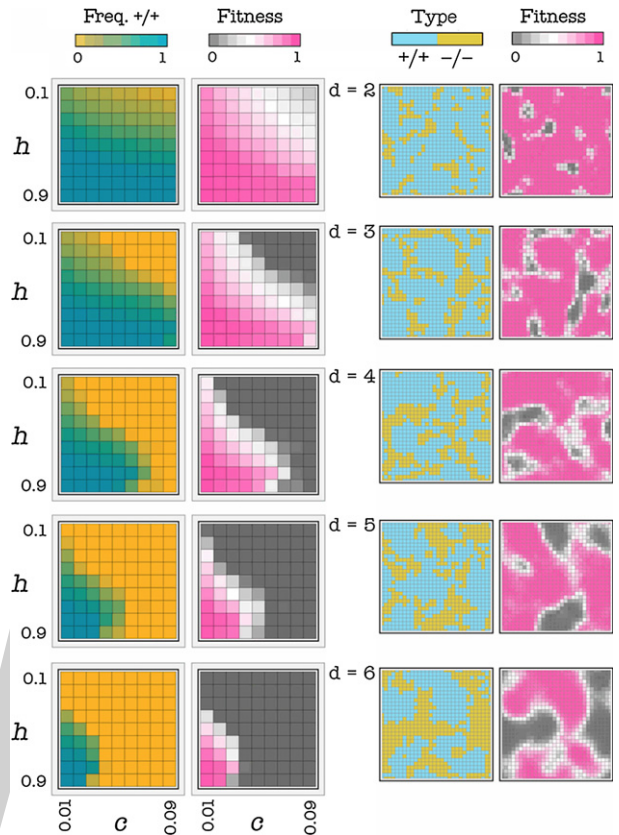 Freq. +/+ Fitness Type Fitness
0 1 0 1 +/+ −/− 0 1
0.1 d = 2
h
0.9
0.1 d = 3
h
0.9
0.1 d = 4
h
0.9
0.1 d = 5
h
0.9
0.1 d = 6
h
0.9
0.01 c 0.09 0.01 c 0.09